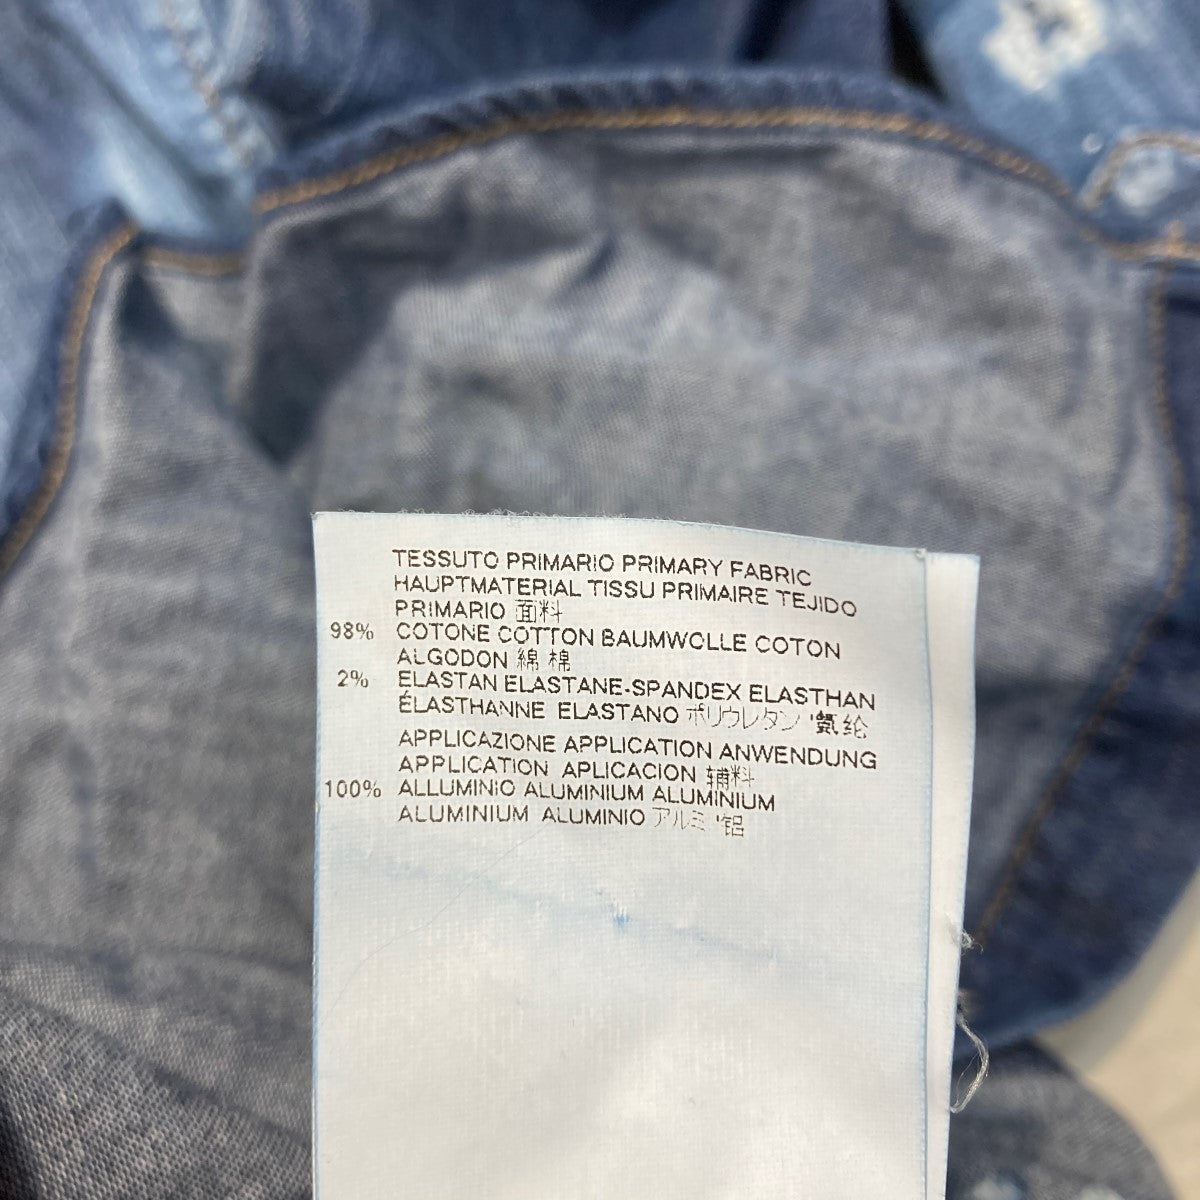 TESSUTO PRIMARIO PRIMARY FABRIC
HAUPTMATERIAL TISSU PRIMAIRE TEJIDO
PRIMARIO 面料
98% COTONE COTTON BAUMWOLLE COTON
ALGODON 綿 棉
2% ELASTAN ELASTANE-SPANDEX ELASTHAN
ÉLASTHANNE ELASTANO ポリウレタン '氨纶
APPLICAZIONE APPLICATION ANWENDUNG
APPLICATION APLICACION 辅料
100% ALLUMINIO ALUMINIUM ALUMINIUM
ALUMINIUM ALUMINIO アルミ '铝